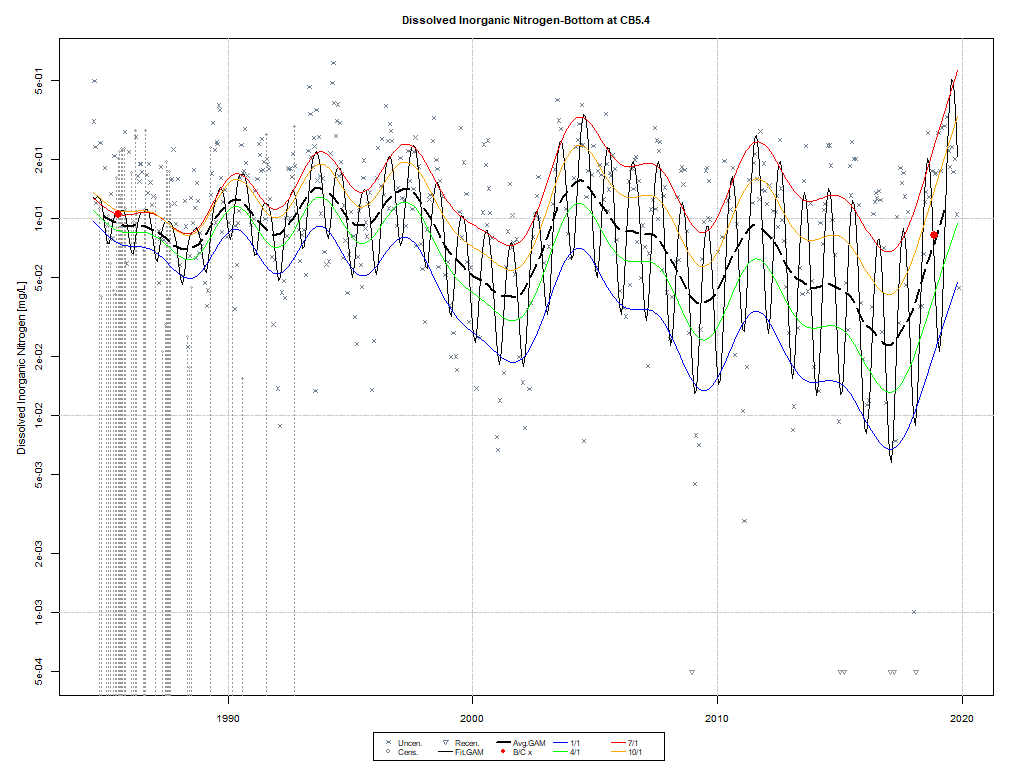 Dissolved Inorganic Nitrogen-Bottom at CB5.4
Dissolved Inorganic Nitrogen [mg/L]
5e-01
2e-01
1e-01
5e-02
2e-02
1e-02
5e-03
2e-03
1e-03
5e-04
1990 2000 2010 2020
Uncen. Recen. Avg.GAM 1/1 7/1
Cens. Fit.GAM B/C x 4/1 10/1